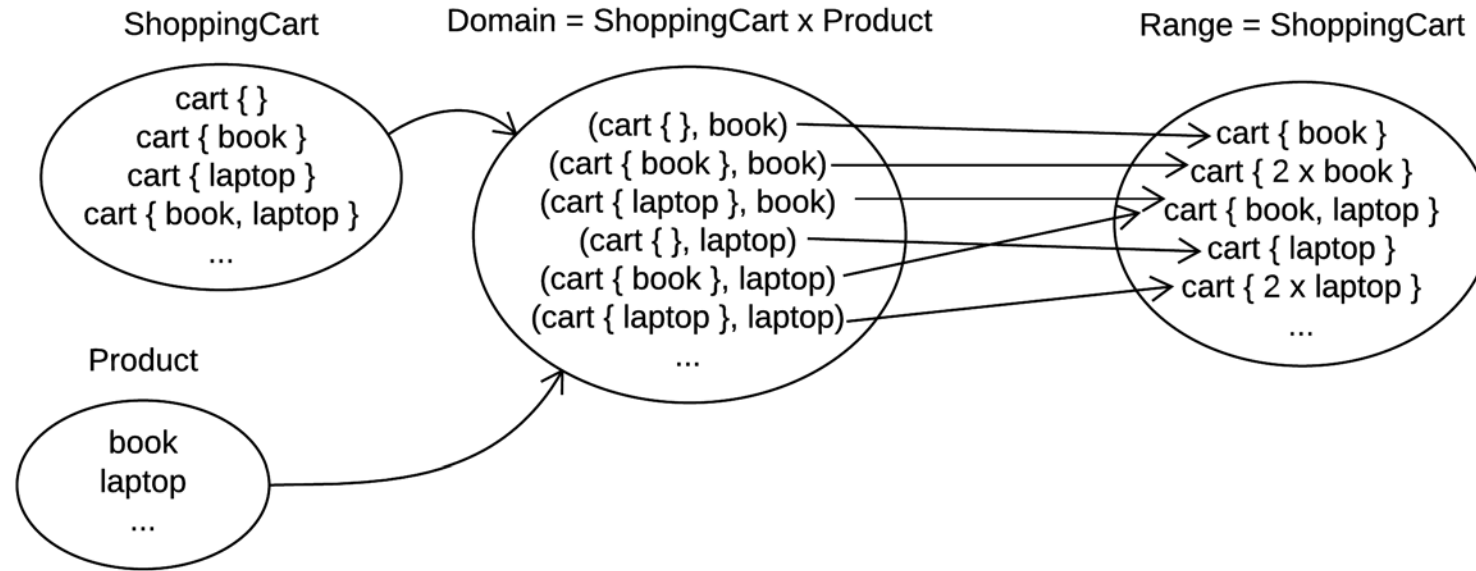 ShoppingCart
cart { }
cart { book }
cart { laptop }
cart { book, laptop }
...
Product
book
laptop
...
Domain = ShoppingCart x Product
(cart { }, book)
(cart { book }, book)
(cart { laptop }, book)
(cart { }, laptop)
(cart { book }, laptop)
(cart { laptop }, laptop)
...
Range = ShoppingCart
cart { book }
cart { 2 x book }
cart { book, laptop }
cart { laptop }
cart { 2 x laptop }
...